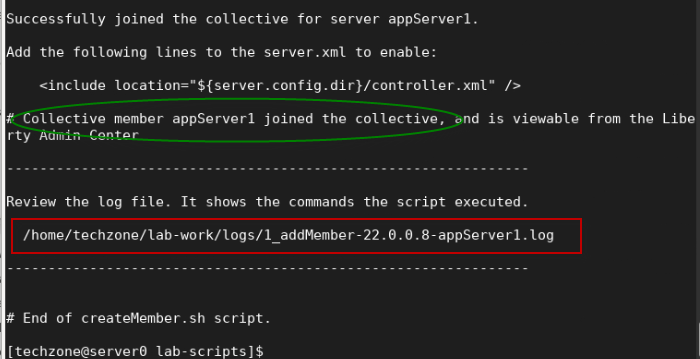 Successfully joined the collective for server appServer1.
Add the following lines to the server.xml to enable:
<include location="${server.config.dir}/controller.xml" />
# Collective member appServer1 joined the collective, and is viewable from the Libe
rty Admin Center
---------------------------------------------------------------
Review the log file. It shows the commands the script executed.
/home/techzone/lab-work/logs/1_addMember-22.0.0.8-appServer1.log
---------------------------------------------------------------
# End of createMember.sh script.
[techzone@server0 lab-scripts]$